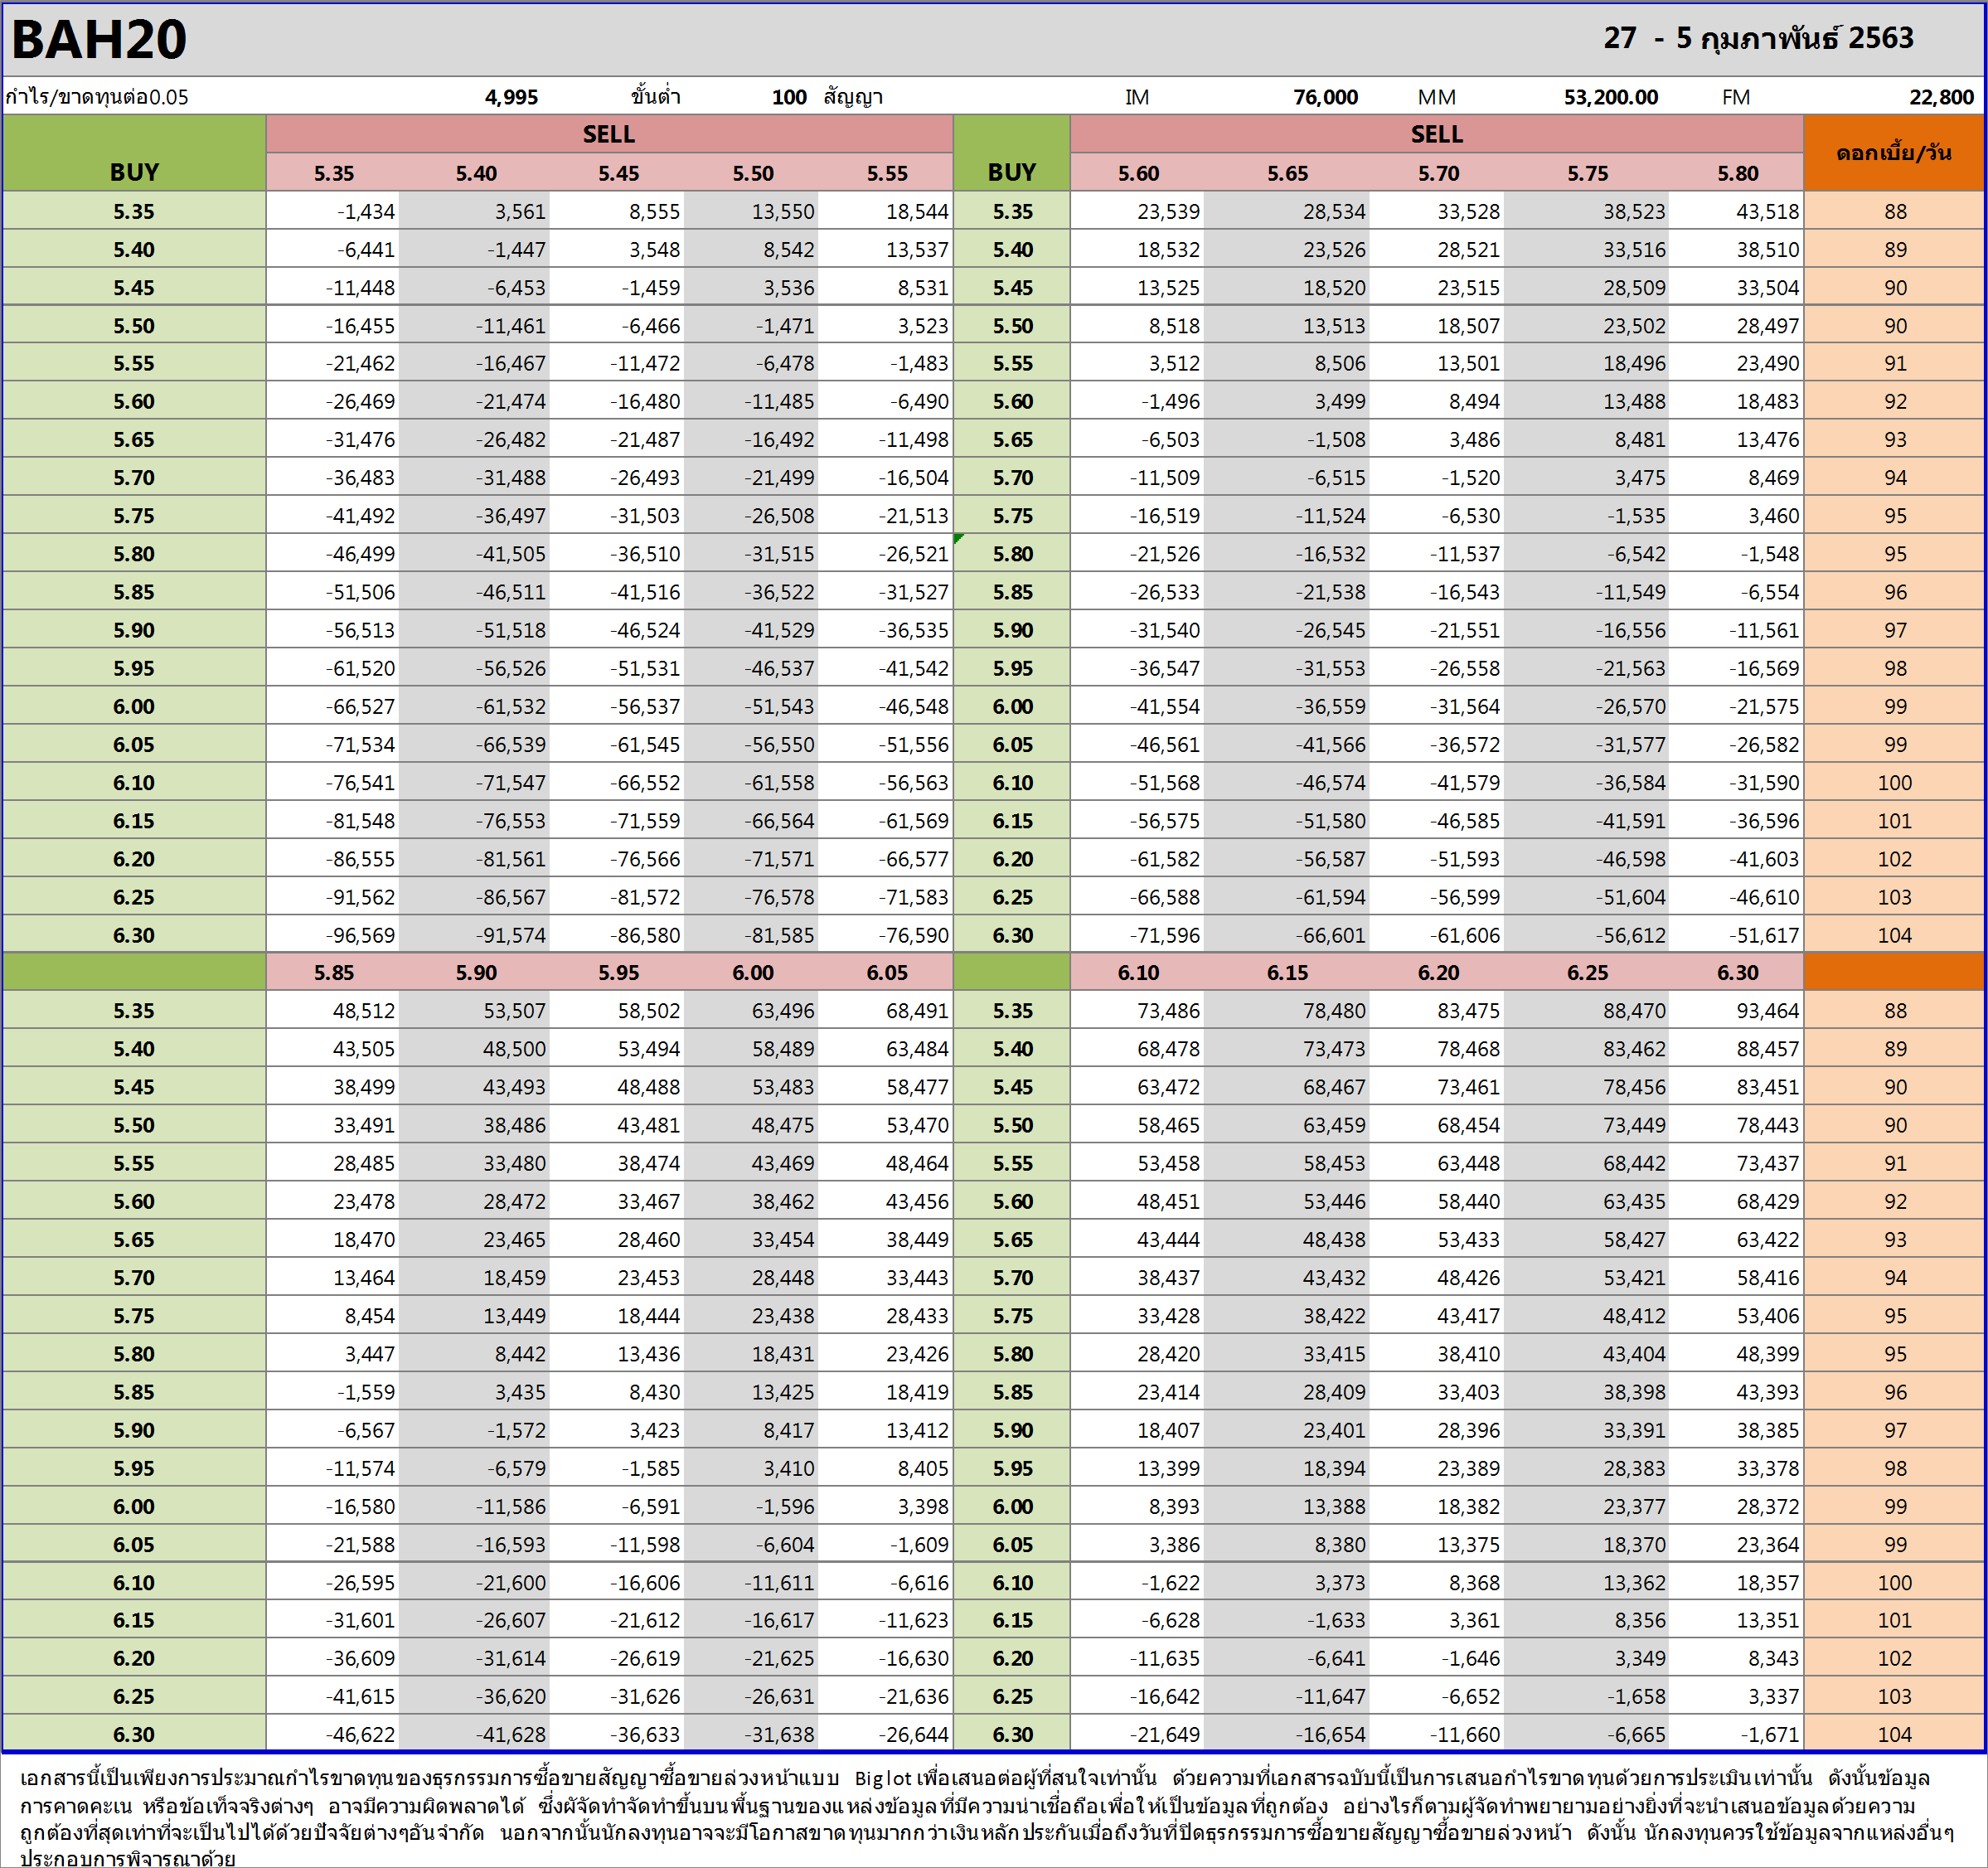 BAH20 27 - 5 กุมภาพันธ์ 2563
กำไร/ขาดทุนต่อ0.05 4,995 ขั้นต่ำ 100 สัญญา IM 76,000 MM 53,200.00 FM 22,800
SELL SELL
ดอกเบี้ย/วัน
BUY 5.35 5.40 5.45 5.50 5.55 BUY 5.60 5.65 5.70 5.75 5.80
5.35 -1,434 3,561 8,555 13,550 18,544 5.35 23,539 28,534 33,528 38,523 43,518 88
5.40 -6,441 -1,447 3,548 8,542 13,537 5.40 18,532 23,526 28,521 33,516 38,510 89
5.45 -11,448 -6,453 -1,459 3,536 8,531 5.45 13,525 18,520 23,515 28,509 33,504 90
5.50 -16,455 -11,461 -6,466 -1,471 3,523 5.50 8,518 13,513 18,507 23,502 28,497 90
5.55 -21,462 -16,467 -11,472 -6,478 -1,483 5.55 3,512 8,506 13,501 18,496 23,490 91
5.60 -26,469 -21,474 -16,480 -11,485 -6,490 5.60 -1,496 3,499 8,494 13,488 18,483 92
5.65 -31,476 -26,482 -21,487 -16,492 -11,498 5.65 -6,503 -1,508 3,486 8,481 13,476 93
5.70 -36,483 -31,488 -26,493 -21,499 -16,504 5.70 -11,509 -6,515 -1,520 3,475 8,469 94
5.75 -41,492 -36,497 -31,503 -26,508 -21,513 5.75 -16,519 -11,524 -6,530 -1,535 3,460 95
5.80 -46,499 -41,505 -36,510 -31,515 -26,521 5.80 -21,526 -16,532 -11,537 -6,542 -1,548 95
5.85 -51,506 -46,511 -41,516 -36,522 -31,527 5.85 -26,533 -21,538 -16,543 -11,549 -6,554 96
5.90 -56,513 -51,518 -46,524 -41,529 -36,535 5.90 -31,540 -26,545 -21,551 -16,556 -11,561 97
5.95 -61,520 -56,526 -51,531 -46,537 -41,542 5.95 -36,547 -31,553 -26,558 -21,563 -16,569 98
6.00 -66,527 -61,532 -56,537 -51,543 -46,548 6.00 -41,554 -36,559 -31,564 -26,570 -21,575 99
6.05 -71,534 -66,539 -61,545 -56,550 -51,556 6.05 -46,561 -41,566 -36,572 -31,577 -26,582 99
6.10 -76,541 -71,547 -66,552 -61,558 -56,563 6.10 -51,568 -46,574 -41,579 -36,584 -31,590 100
6.15 -81,548 -76,553 -71,559 -66,564 -61,569 6.15 -56,575 -51,580 -46,585 -41,591 -36,596 101
6.20 -86,555 -81,561 -76,566 -71,571 -66,577 6.20 -61,582 -56,587 -51,593 -46,598 -41,603 102
6.25 -91,562 -86,567 -81,572 -76,578 -71,583 6.25 -66,588 -61,594 -56,599 -51,604 -46,610 103
6.30 -96,569 -91,574 -86,580 -81,585 -76,590 6.30 -71,596 -66,601 -61,606 -56,612 -51,617 104
5.85 5.90 5.95 6.00 6.05 6.10 6.15 6.20 6.25 6.30
5.35 48,512 53,507 58,502 63,496 68,491 5.35 73,486 78,480 83,475 88,470 93,464 88
5.40 43,505 48,500 53,494 58,489 63,484 5.40 68,478 73,473 78,468 83,462 88,457 89
5.45 38,499 43,493 48,488 53,483 58,477 5.45 63,472 68,467 73,461 78,456 83,451 90
5.50 33,491 38,486 43,481 48,475 53,470 5.50 58,465 63,459 68,454 73,449 78,443 90
5.55 28,485 33,480 38,474 43,469 48,464 5.55 53,458 58,453 63,448 68,442 73,437 91
5.60 23,478 28,472 33,467 38,462 43,456 5.60 48,451 53,446 58,440 63,435 68,429 92
5.65 18,470 23,465 28,460 33,454 38,449 5.65 43,444 48,438 53,433 58,427 63,422 93
5.70 13,464 18,459 23,453 28,448 33,443 5.70 38,437 43,432 48,426 53,421 58,416 94
5.75 8,454 13,449 18,444 23,438 28,433 5.75 33,428 38,422 43,417 48,412 53,406 95
5.80 3,447 8,442 13,436 18,431 23,426 5.80 28,420 33,415 38,410 43,404 48,399 95
5.85 -1,559 3,435 8,430 13,425 18,419 5.85 23,414 28,409 33,403 38,398 43,393 96
5.90 -6,567 -1,572 3,423 8,417 13,412 5.90 18,407 23,401 28,396 33,391 38,385 97
5.95 -11,574 -6,579 -1,585 3,410 8,405 5.95 13,399 18,394 23,389 28,383 33,378 98
6.00 -16,580 -11,586 -6,591 -1,596 3,398 6.00 8,393 13,388 18,382 23,377 28,372 99
6.05 -21,588 -16,593 -11,598 -6,604 -1,609 6.05 3,386 8,380 13,375 18,370 23,364 99
6.10 -26,595 -21,600 -16,606 -11,611 -6,616 6.10 -1,622 3,373 8,368 13,362 18,357 100
6.15 -31,601 -26,607 -21,612 -16,617 -11,623 6.15 -6,628 -1,633 3,361 8,356 13,351 101
6.20 -36,609 -31,614 -26,619 -21,625 -16,630 6.20 -11,635 -6,641 -1,646 3,349 8,343 102
6.25 -41,615 -36,620 -31,626 -26,631 -21,636 6.25 -16,642 -11,647 -6,652 -1,658 3,337 103
6.30 -46,622 -41,628 -36,633 -31,638 -26,644 6.30 -21,649 -16,654 -11,660 -6,665 -1,671 104
เอกสารนี้เป็นเพียงการประมาณกำไรขาดทุนของธุรกรรมการซื้อขายสัญญาซื้อขายล่วงหน้าแบบ Biglot เพื่อเสนอต่อผู้ที่สนใจเท่านั้น ด้วยความที่เอกสารฉบับนี้เป็นการเสนอกำไรขาดทุนด้วยการประเมินเท่านั้น ดังนั้นข้อมูล
การคาดคะเน หรือข้อเท็จจริงต่างๆ อาจมีความผิดพลาดได้ ซึ่งผัจัดทำจัดทำขึ้นบนพื้นฐานของแหล่งข้อมูลที่มีความน่าเชื่อถือเพื่อให้เป็นข้อมูลที่ถูกต้อง อย่างไรก็ตามผู้จัดทำพยายามอย่างยิ่งที่จะนำเสนอข้อมูลด้วยความ
ถูกต้องที่สุดเท่าที่จะเป็นไปได้ด้วยปัจจัยต่างๆอันจำกัด นอกจากนั้นนักลงทุนอาจจะมีโอกาสขาดทุนมากกว่าเงินหลักประกันเมื่อถึงวันที่ปิดธุรกรรมการซื้อขายสัญญาซื้อขายล่วงหน้า ดังนั้น นักลงทุนควรใช้ข้อมูลจากแหล่งอื่นๆ
ประกอบการพิจารณาด้วย